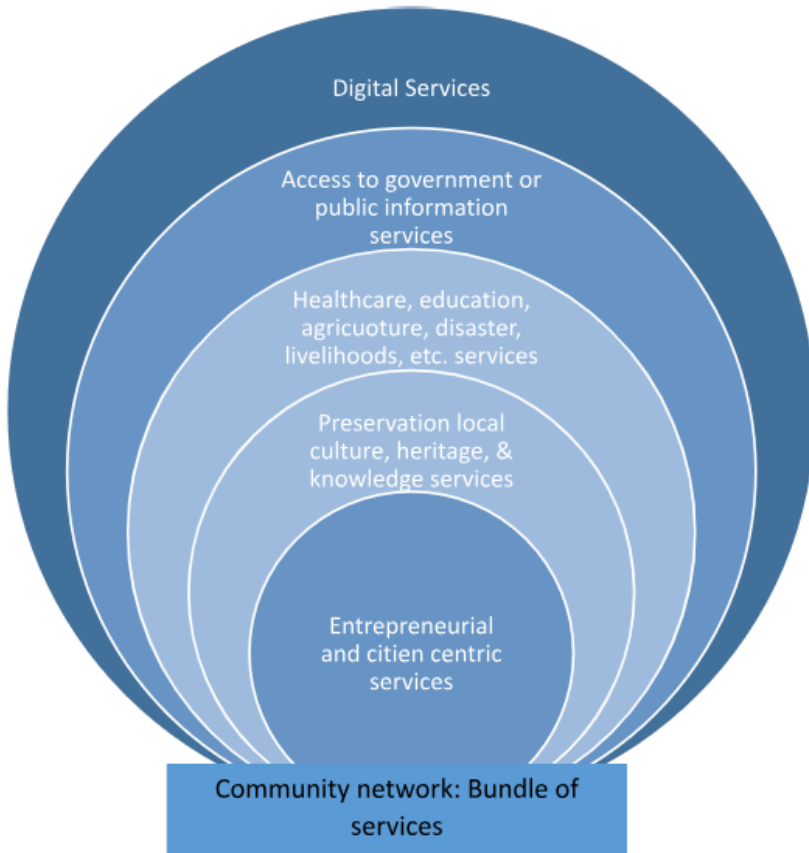 Digital Services
Access to government or
public information
services
Healthcare, education,
agricuoture, disaster,
livelihoods, etc. services
Preservation local
culture, heritage, &
knowledge services
Entrepreneurial
and citien centric
services
Community network: Bundle of
services